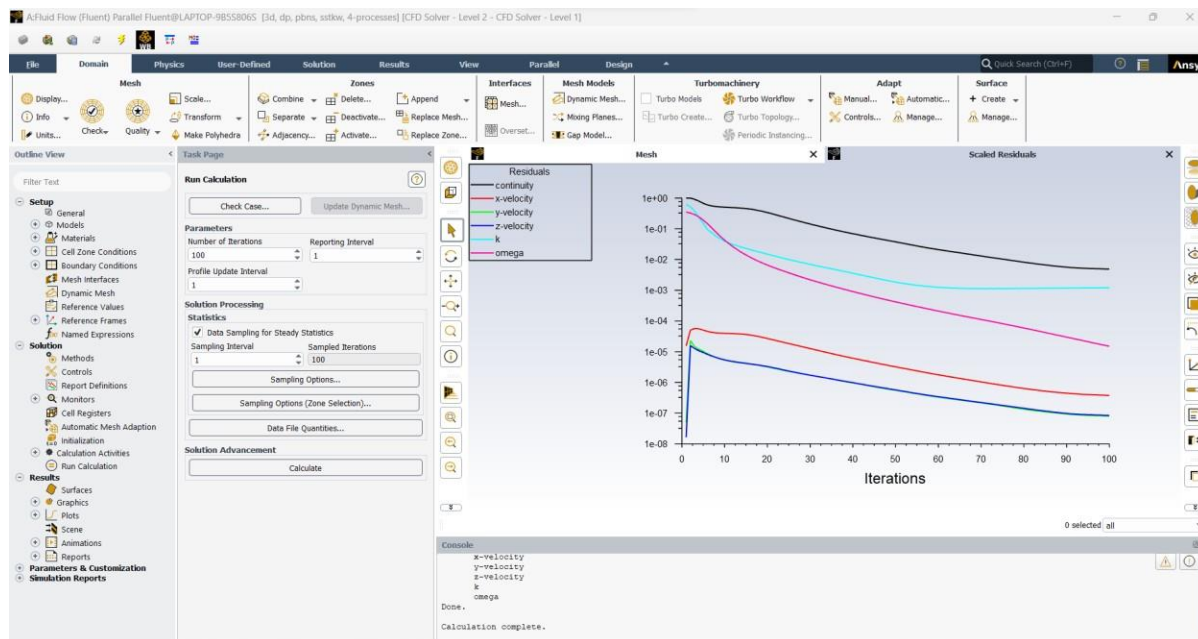 A:Fluid Flow (Fluent) Parallel Fluent@LAPTOP-9B5S806S [3d, dp, pbns, sstkw, 4-processes] [CFD Solver - Level 2 - CFD Solver - Level 1]
WB
File Domain Physics User-Defined Solution Results View Parallel Design Quick Search (Ctrl+F) Ansy
Mesh Zones Interfaces Mesh Models Turbomachinery Adapt Surface
Display... Scale... Combine Delete... Append Mesh... Dynamic Mesh... Turbo Models Turbo Workflow Manual... Automatic... + Create
Info Transform Separate Deactivate... Replace Mesh... Mixing Planes... Turbo Create... Turbo Topology... Controls... Manage... Manage...
Units... Check Quality Make Polyhedra Adjacency... Activate... Replace Zone... Overset... Gap Model... Periodic Instancing...
Outline View <
Filter Text
Setup
General
Models
Materials
Cell Zone Conditions
Boundary Conditions
Mesh Interfaces
Dynamic Mesh
Reference Values
Reference Frames
Named Expressions
Solution
Methods
Controls
Report Definitions
Monitors
Cell Registers
Automatic Mesh Adaption
Initialization
Calculation Activities
Run Calculation
Results
Surfaces
Graphics
Plots
Scene
Animations
Reports
Parameters & Customization
Simulation Reports
Task Page <
Run Calculation
Check Case... Update Dynamic Mesh...
Parameters
Number of Iterations Reporting Interval
100 1
Profile Update Interval
1
Solution Processing
Statistics
Data Sampling for Steady Statistics
Sampling Interval Sampled Iterations
1 100
Sampling Options...
Sampling Options (Zone Selection)...
Data File Quantities...
Solution Advancement
Calculate
Mesh Scaled Residuals
Residuals
continuity
x-velocity
y-velocity
z-velocity
k
omega
1e+00
1e-01
1e-02
1e-03
1e-04
1e-05
1e-06
1e-07
1e-08
0 10 20 30 40 50 60 70 80 90 100
Iterations
0 selected all
Console
x-velocity
y-velocity
z-velocity
k
omega
Done.
Calculation complete.